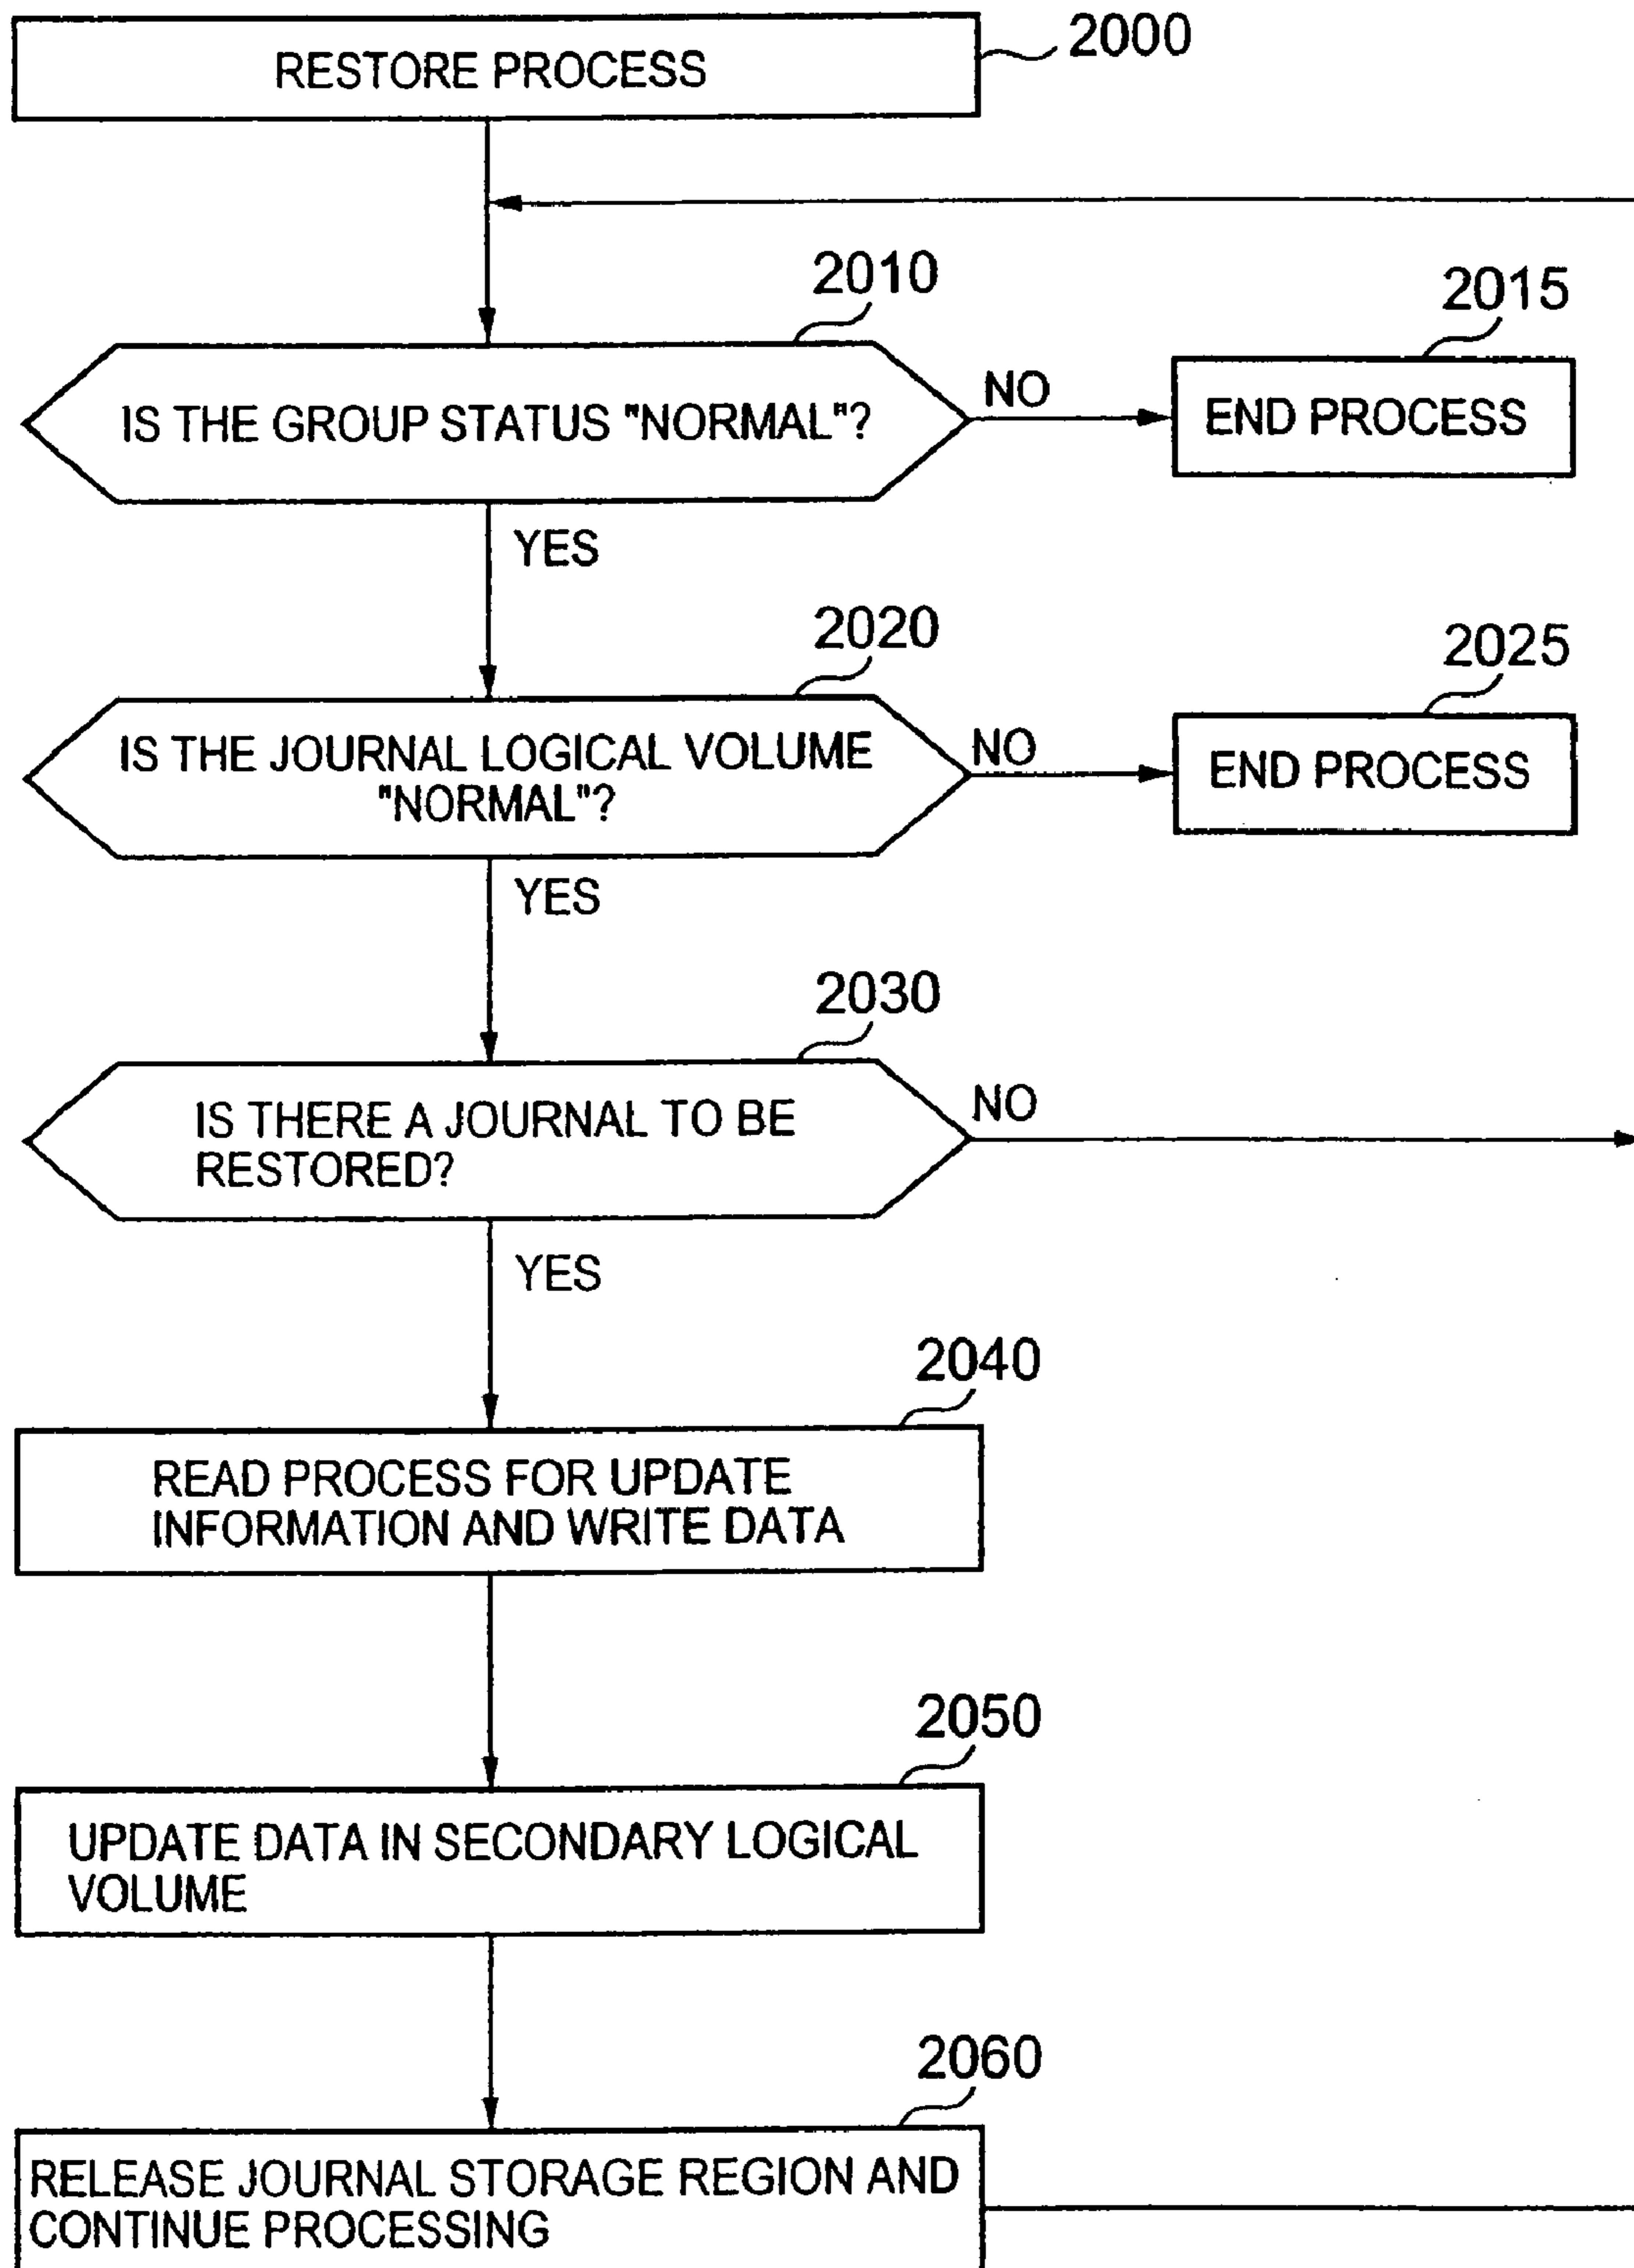 2000
RESTORE PROCESS
2010
2015
IS THE GROUP STATUS "NORMAL"?
NO
END PROCESS
YES
2020
2025
IS THE JOURNAL LOGICAL VOLUME
"NORMAL"?
NO
END PROCESS
YES
2030
IS THERE A JOURNAL TO BE
RESTORED?
NO
YES
2040
READ PROCESS FOR UPDATE
INFORMATION AND WRITE DATA
2050
UPDATE DATA IN SECONDARY LOGICAL
VOLUME
2060
RELEASE JOURNAL STORAGE REGION AND
CONTINUE PROCESSING